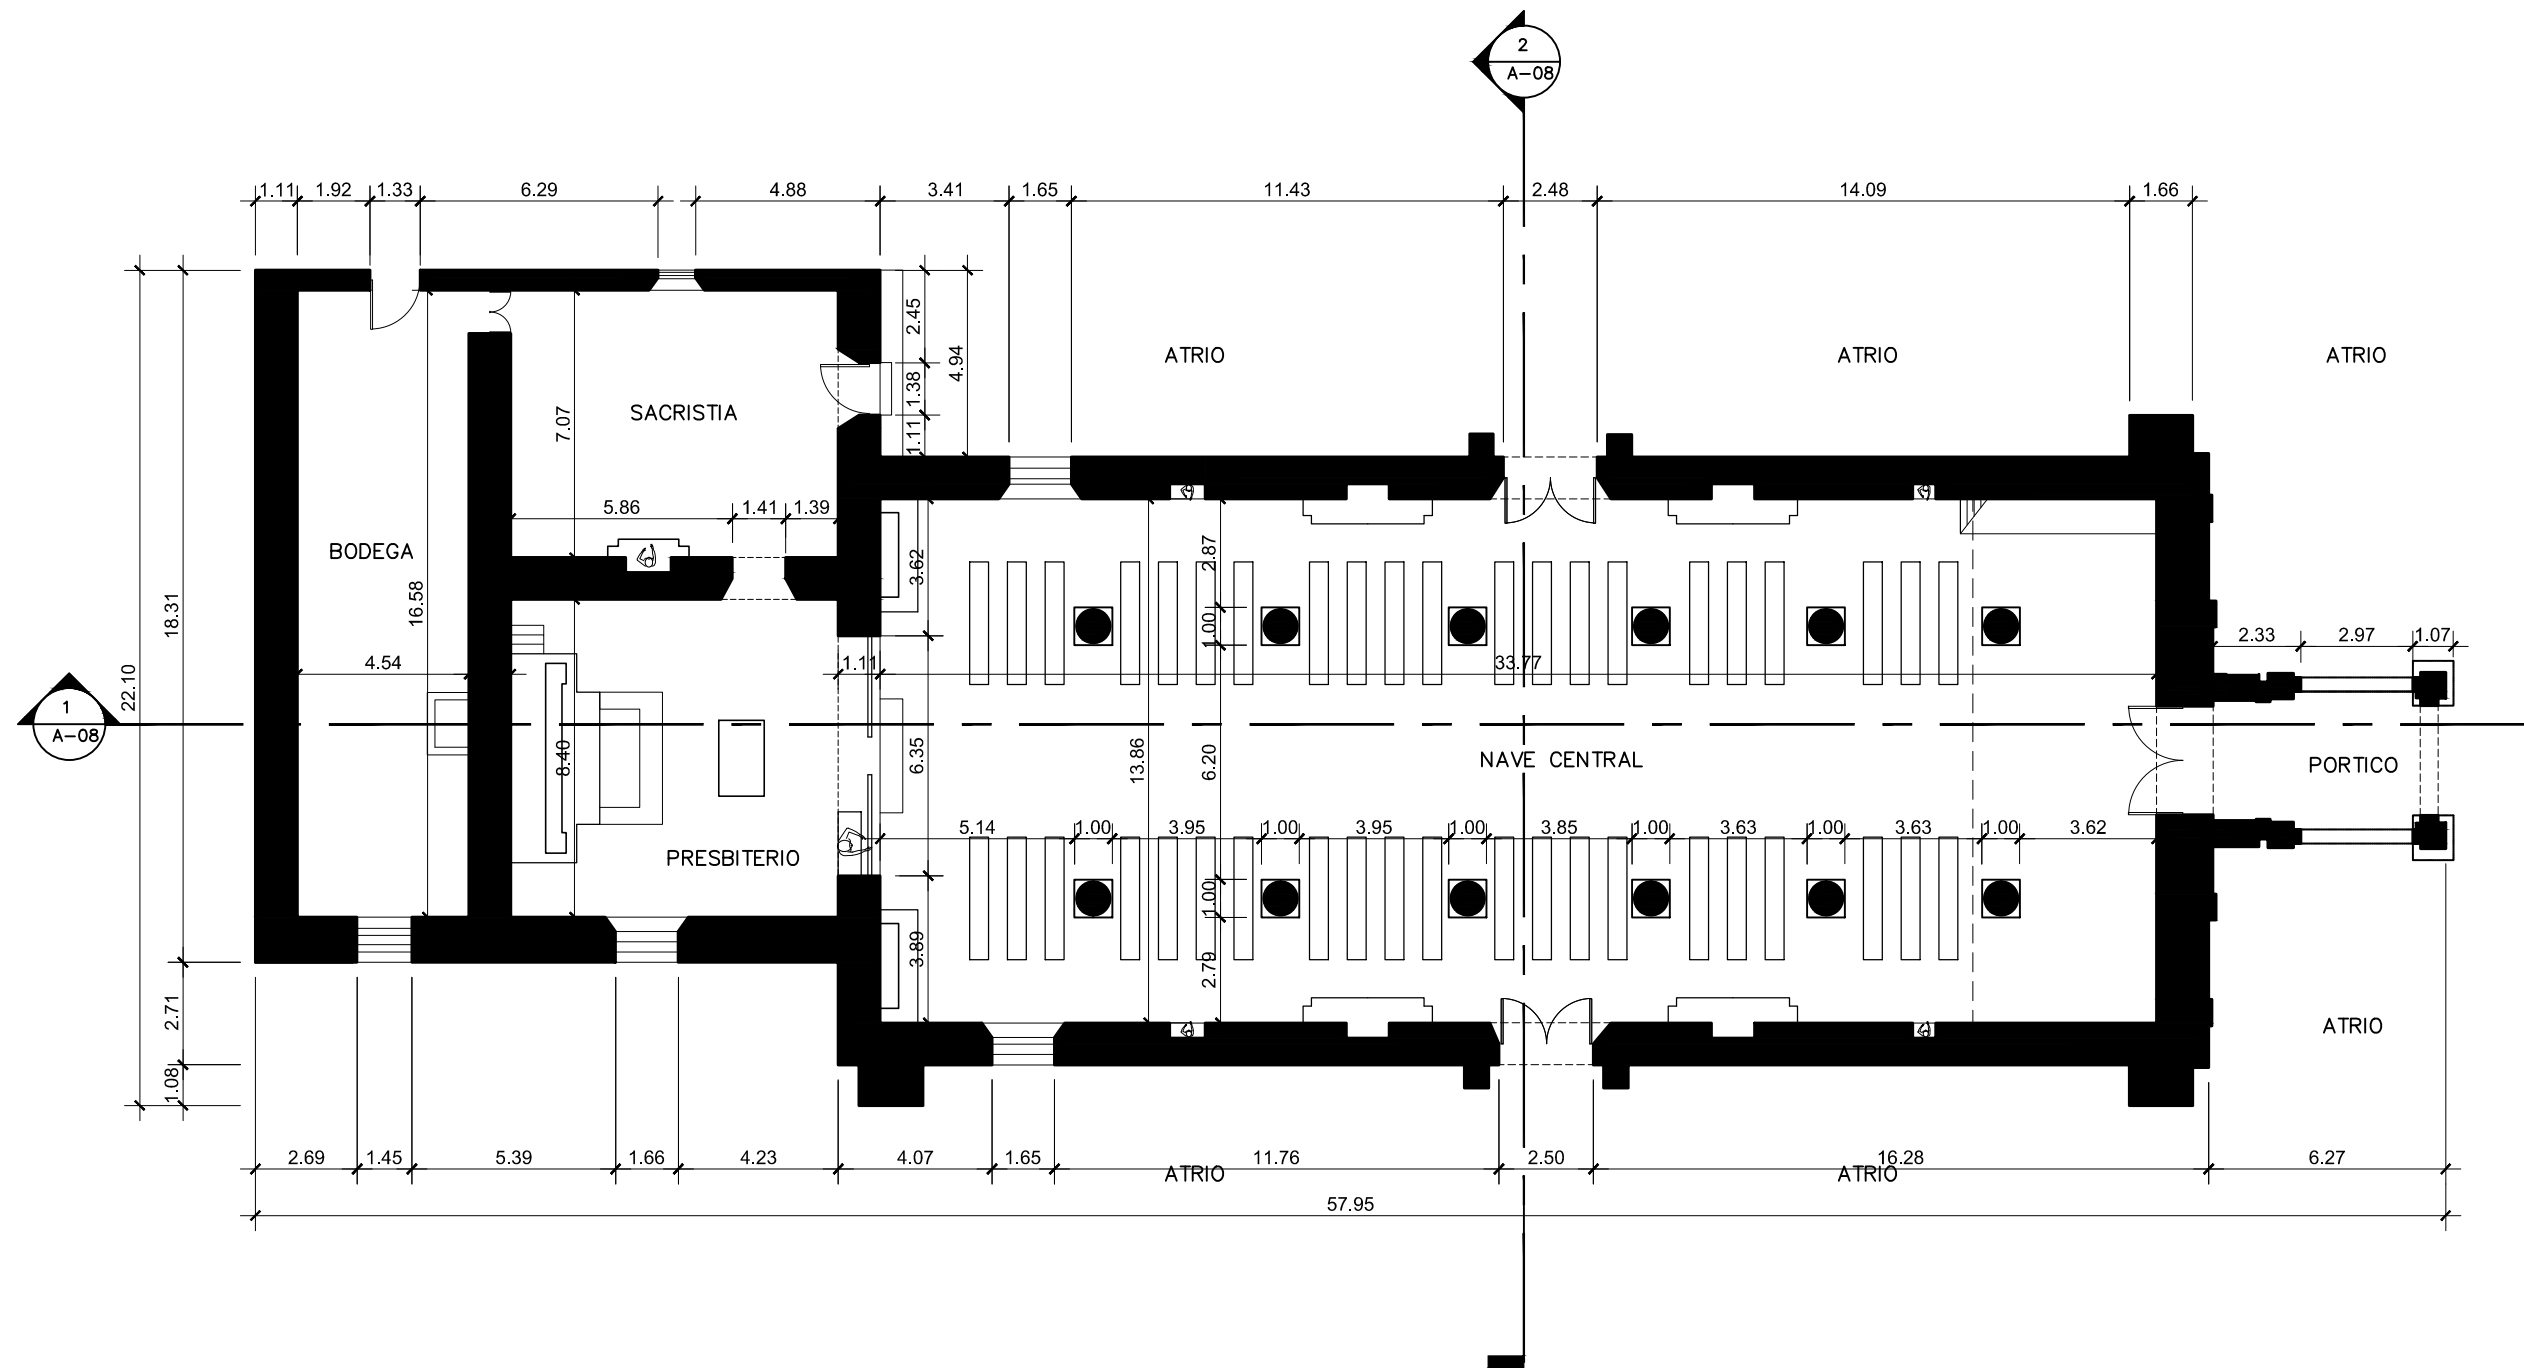 2
A-08
1.11 1.92 1.33 6.29 4.88 3.41 1.65 11.43 2.48 14.09 1.66
2.45
4.94
1.38
1.11
ATRIO ATRIO ATRIO
SACRISTIA
7.07
5.86 1.41 1.39
BODEGA
16.58
18.31
22.10
3.62
2.87
1.00
2.33 2.97 1.07
4.54 1.11 33.77
1
A-08
8.40
6.35
13.86
6.20
NAVE CENTRAL
PORTICO
5.14 1.00 3.95 1.00 3.95 1.00 3.85 1.00 3.63 1.00 3.63 1.00 3.62
PRESBITERIO
1.00
3.89
2.79
2.71
1.08
ATRIO
2.69 1.45 5.39 1.66 4.23 4.07 1.65 11.76 2.50 16.28 6.27
ATRIO ATRIO
57.95